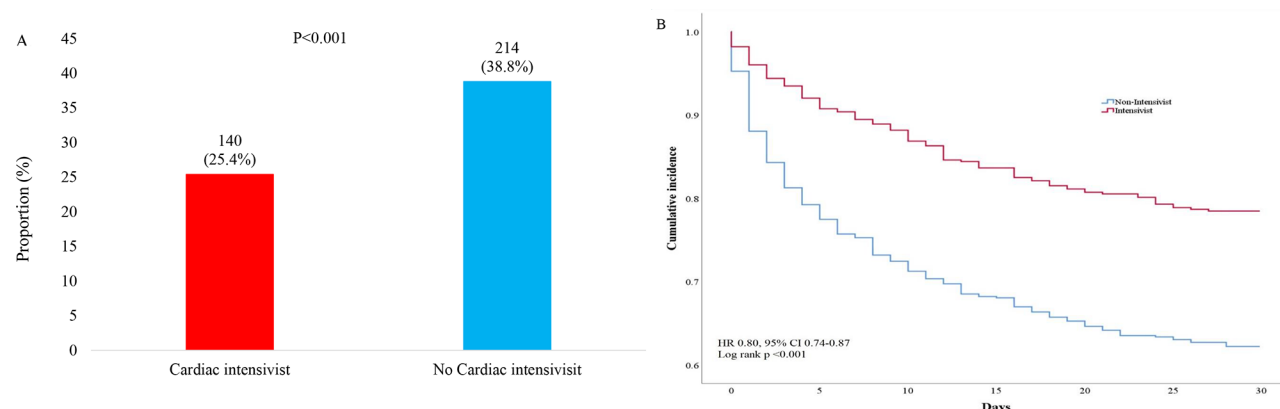 A
P<0.001
Proportion (%)
45
40
35
30
25
20
15
10
5
0
140
(25.4%)
214
(38.8%)
Cardiac intensivist
No Cardiac intensivisit
B
Cumulative incidence
1.0
0.9
0.8
0.7
0.6
Non-Intensivist
Intensivist
HR 0.80, 95% CI 0.74-0.87
Log rank p <0.001
0
5
10
15
20
25
30
Days